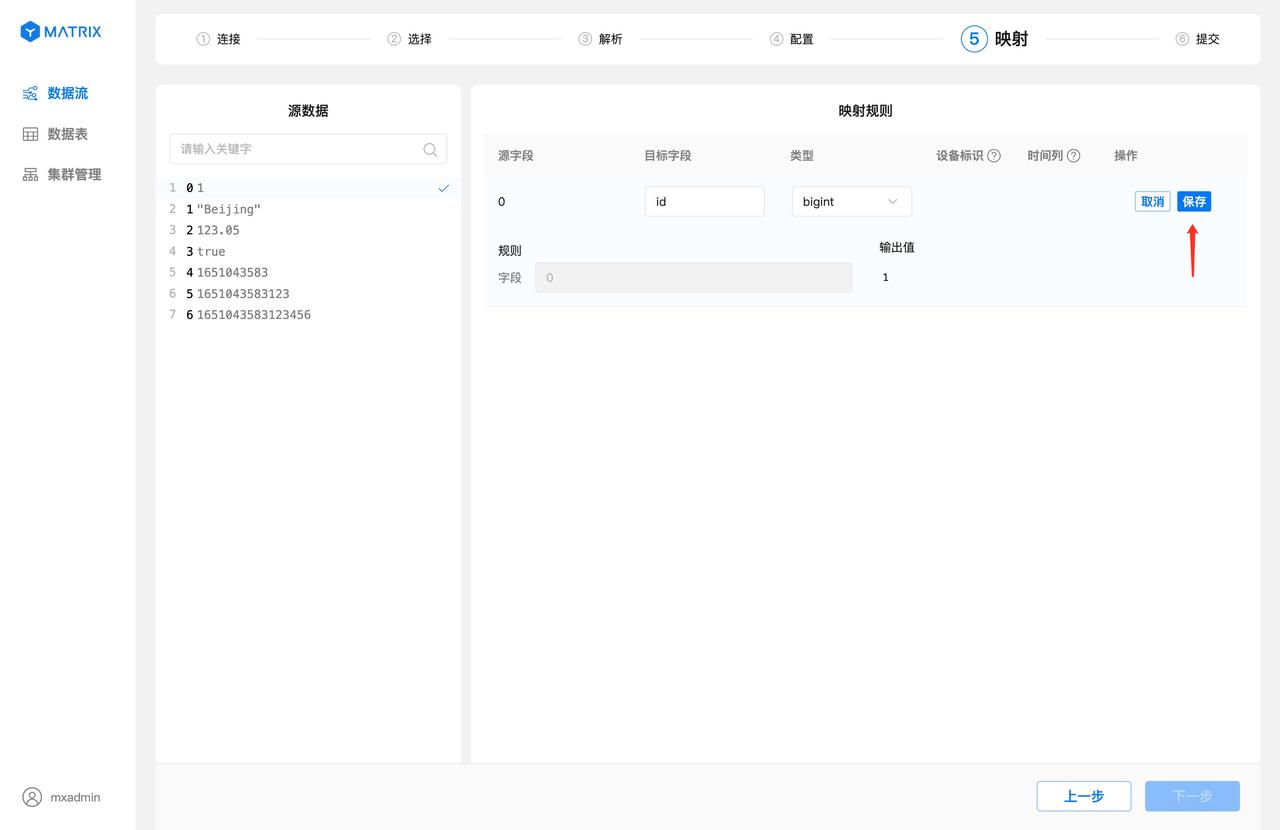 MATRIX
数据流
数据表
集群管理
mxadmin
① 连接
② 选择
③ 解析
④ 配置
5 映射
⑥ 提交
源数据
请输入关键字
1 0 1
2 1 "Beijing"
3 2 123.05
4 3 true
5 4 1651043583
6 5 1651043583123
7 6 1651043583123456
映射规则
源字段 目标字段 类型 设备标识 ? 时间列 ? 操作
0 id bigint 取消 保存
规则 输出值
字段 0 1
上一步 下一步